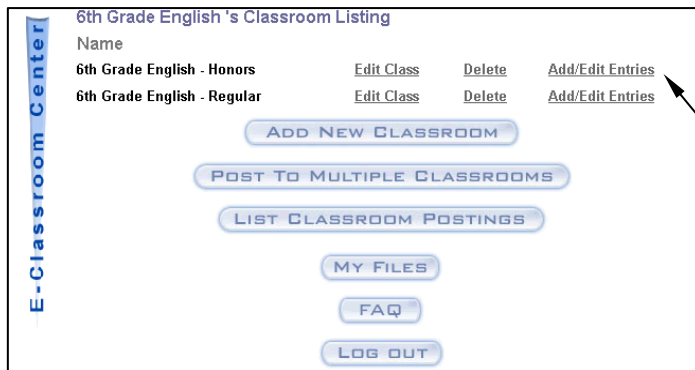 E-Classroom Center
6th Grade English 's Classroom Listing
Name
6th Grade English - Honors Edit Class Delete Add/Edit Entries
6th Grade English - Regular Edit Class Delete Add/Edit Entries
ADD NEW CLASSROOM
POST TO MULTIPLE CLASSROOMS
LIST CLASSROOM POSTINGS
MY FILES
FAQ
LOG OUT